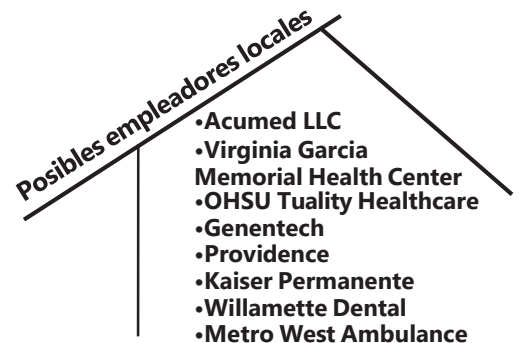 Posibles empleadores locales
•Acumed LLC
•Virginia Garcia
Memorial Health Center
•OHSU Tuality Healthcare
•Genentech
•Providence
•Kaiser Permanente
•Willamette Dental
•Metro West Ambulance